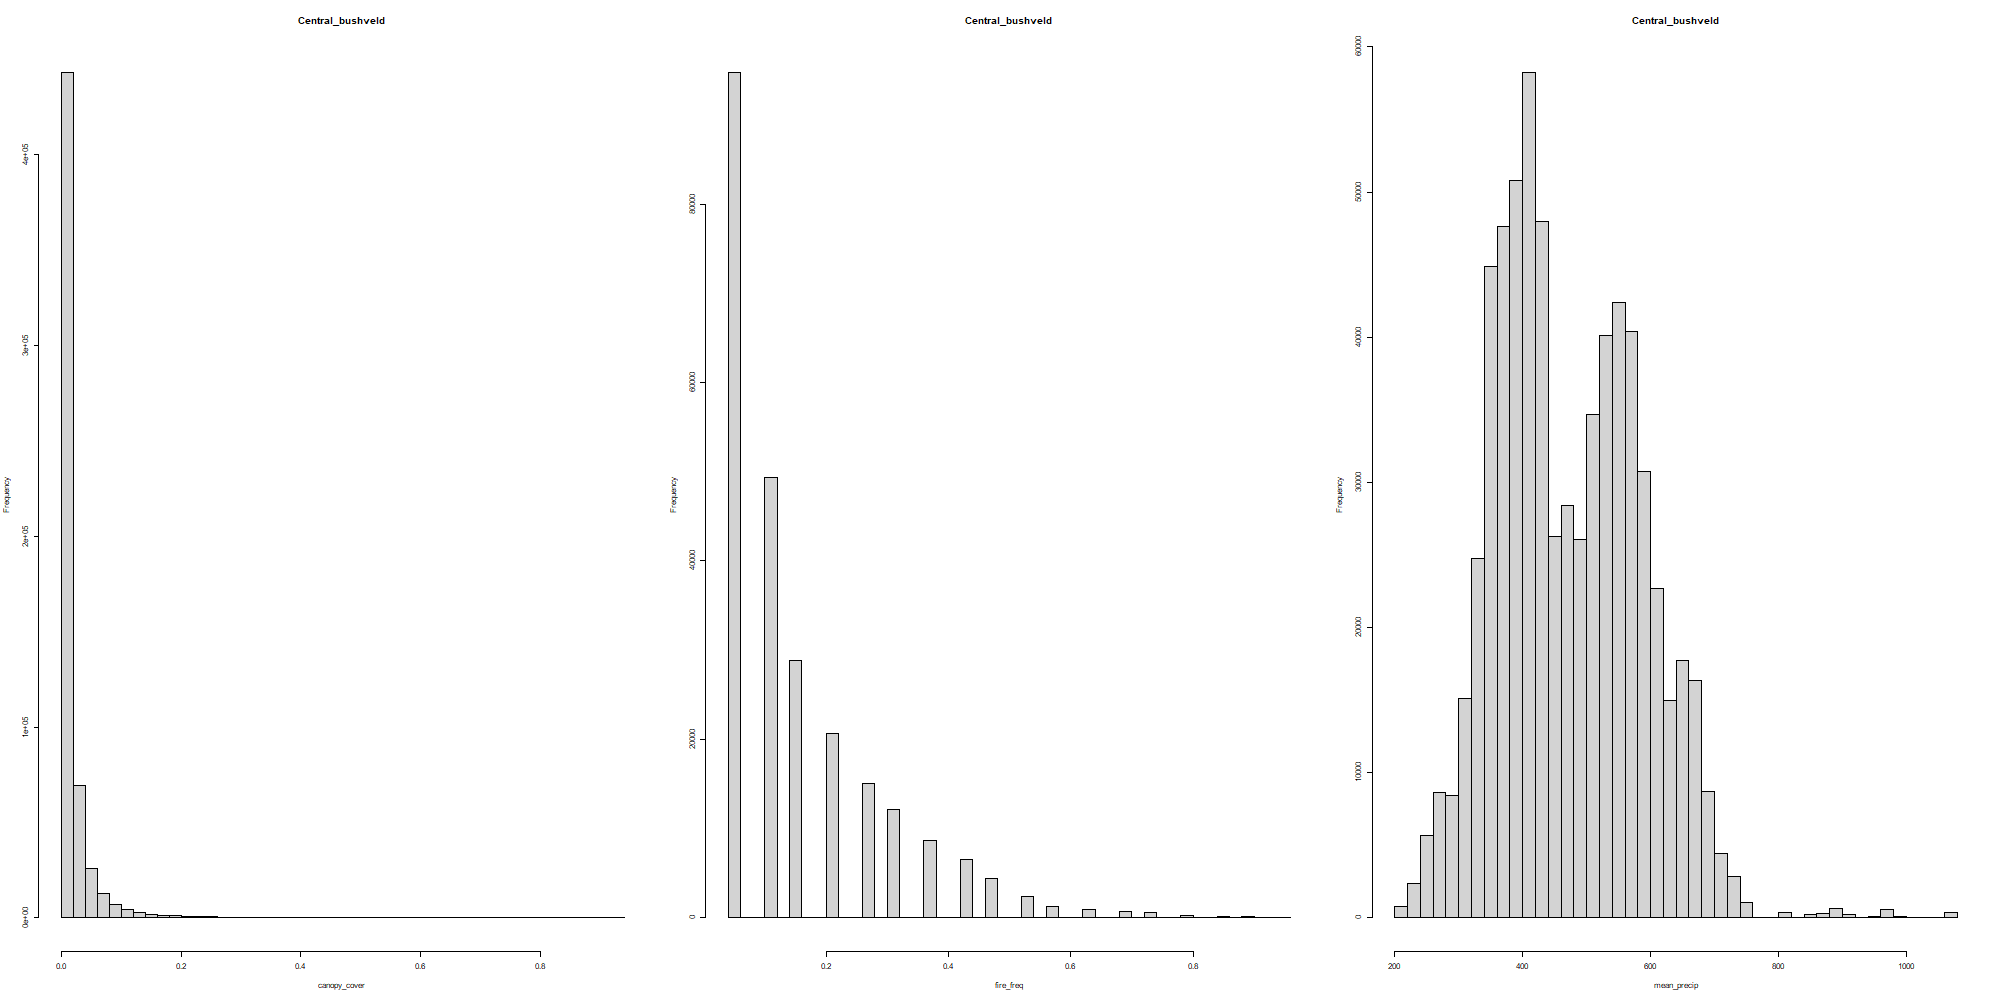 Central_bushveld
Frequency
0e+00
1e+05
2e+05
3e+05
4e+05
0.0 0.2 0.4 0.6 0.8
canopy_cover
Central_bushveld
Frequency
0
20000
40000
60000
80000
0.2 0.4 0.6 0.8
fire_freq
Central_bushveld
Frequency
0
10000
20000
30000
40000
50000
60000
200 400 600 800 1000
mean_precip